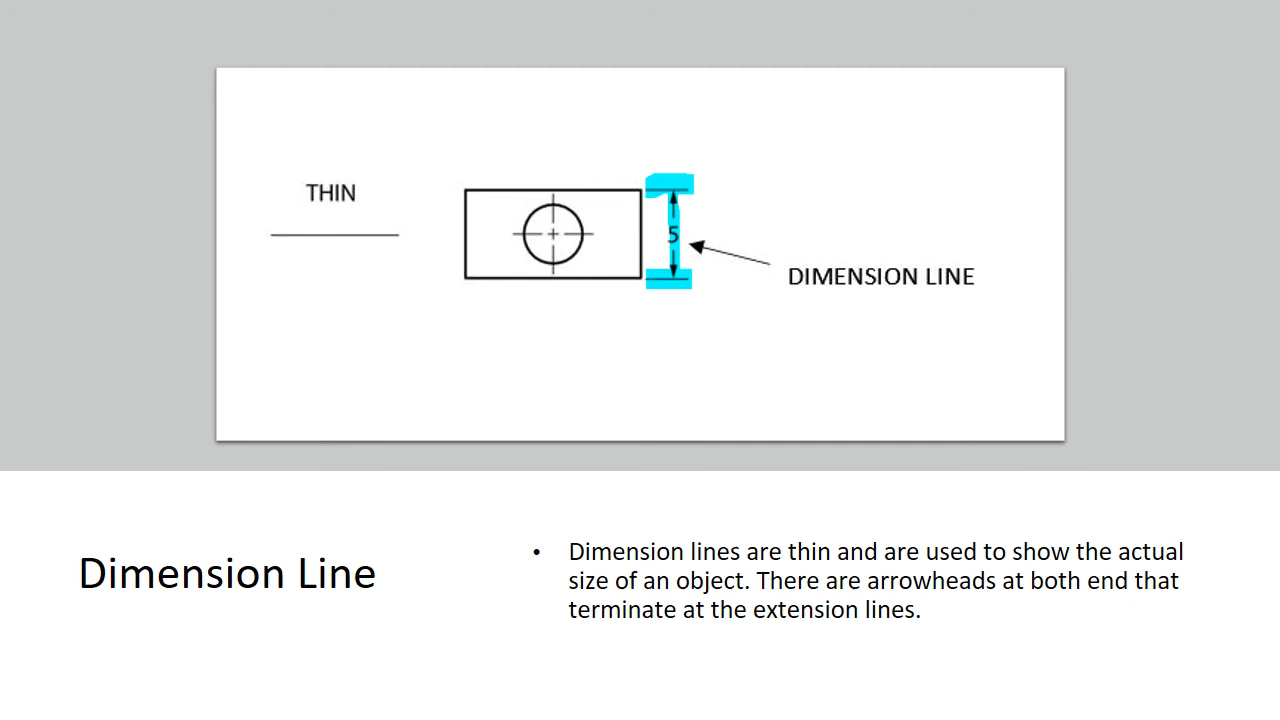 THIN
5
DIMENSION LINE
Dimension Line
• Dimension lines are thin and are used to show the actual
size of an object. There are arrowheads at both end that
terminate at the extension lines.